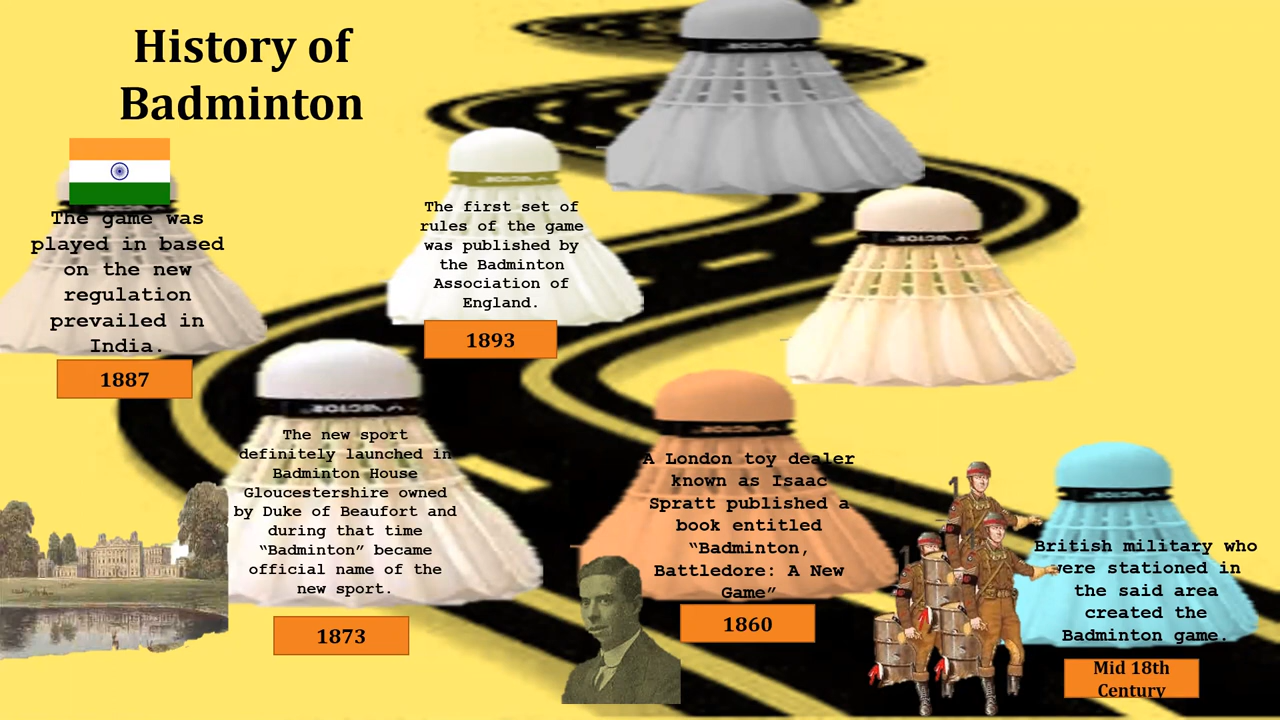 History of
Badminton
The game was
played in based
on the new
regulation
prevailed in
India.
1887
The first set of
rules of the game
was published by
the Badminton
Association of
England.
1893
The new sport
definitely launched in
Badminton House
Gloucestershire owned
by Duke of Beaufort and
during that time
“Badminton” became
official name of the
new sport.
1873
A London toy dealer
known as Isaac
Spratt published a
book entitled
“Badminton,
Battledore: A New
Game”
1860
British military who
were stationed in
the said area
created the
Badminton game.
Mid 18th
Century
VICTOR
VICTOR
VICTOR